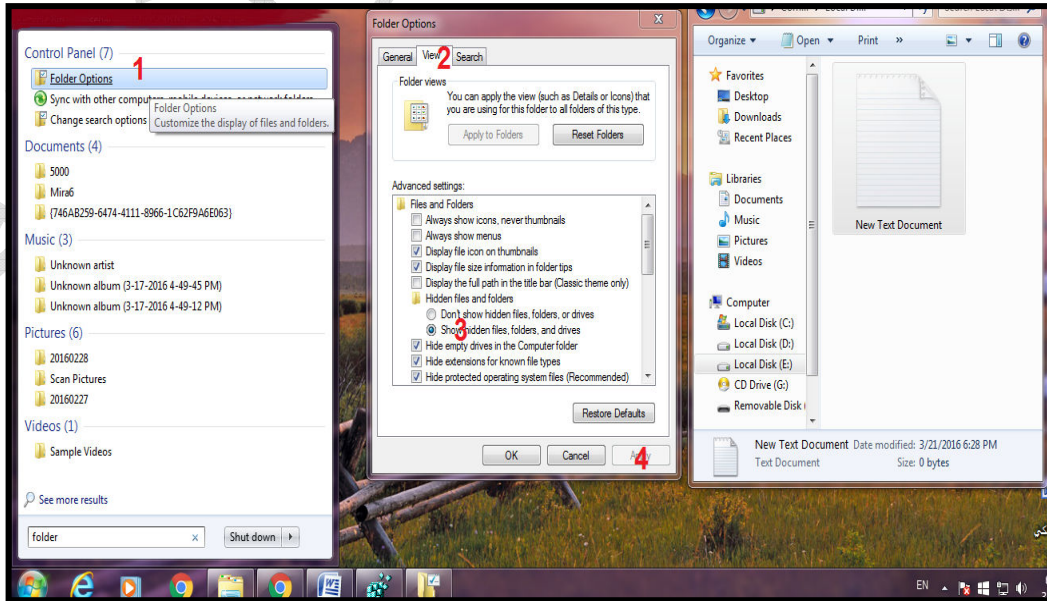 Control Panel (7)
1
Folder Options
Sync with other computers, mobile devices, or network folders
Change search options
Folder Options
Customize the display of files and folders.
Documents (4)
5000
Mira6
{746AB259-6474-4111-8966-1C62F9A6E063}
Music (3)
Unknown artist
Unknown album (3-17-2016 4-49-45 PM)
Unknown album (3-17-2016 4-49-12 PM)
Pictures (6)
20160228
Scan Pictures
20160227
Videos (1)
Sample Videos
See more results
folder x
Shut down
Folder Options x
General View 2 Search
Folder views
You can apply the view (such as Details or Icons) that
you are using for this folder to all folders of this type.
Apply to Folders Reset Folders
Advanced settings:
Files and Folders
Always show icons, never thumbnails
Always show menus
Display file icon on thumbnails
Display file size information in folder tips
Display the full path in the title bar (Classic theme only)
Hidden files and folders
Don't show hidden files, folders, or drives
3
Show hidden files, folders, and drives
Hide empty drives in the Computer folder
Hide extensions for known file types
Hide protected operating system files (Recommended)
Restore Defaults
OK Cancel Apply 4
Organize Open Print » ?
Favorites
Desktop
Downloads
Recent Places
Libraries
Documents
Music
Pictures
Videos
Computer
Local Disk (C:)
Local Disk (D:)
Local Disk (E:)
CD Drive (G:)
Removable Disk
New Text Document
New Text Document Date modified: 3/21/2016 6:28 PM
Text Document Size: 0 bytes
EN